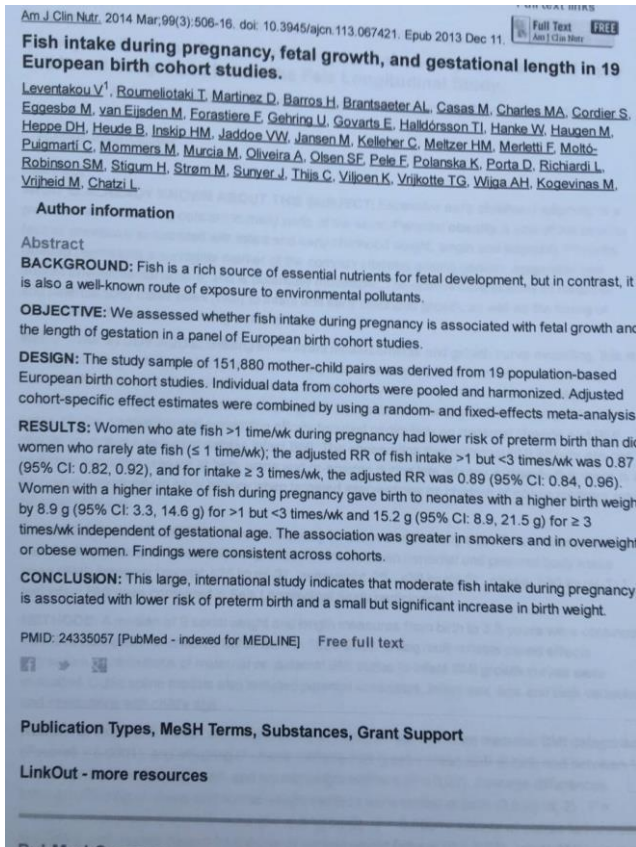 Am J Clin Nutr. 2014 Mar;99(3):506-16. doi: 10.3945/ajcn.113.067421. Epub 2013 Dec 11.
Full Text FREE
Am J Clin Nutr
Fish intake during pregnancy, fetal growth, and gestational length in 19
European birth cohort studies.
Leventakou V1, Roumeliotaki T, Martinez D, Barros H, Brantsaeter AL, Casas M, Charles MA, Cordier S,
Eggesbø M, van Eijsden M, Forastiere F, Gehring U, Govarts E, Halldórsson TI, Hanke W, Haugen M,
Heppe DH, Heude B, Inskip HM, Jaddoe VW, Jansen M, Kelleher C, Meltzer HM, Merletti F, Moltó-
Puigmartí C, Mommers M, Murcia M, Oliveira A, Olsen SF, Pele F, Polanska K, Porta D, Richiardi L,
Robinson SM, Stigum H, Strøm M, Sunyer J, Thijs C, Viljoen K, Vrijkotte TG, Wijga AH, Kogevinas M,
Vrijheid M, Chatzi L.
Author information
Abstract
BACKGROUND: Fish is a rich source of essential nutrients for fetal development, but in contrast, it
is also a well-known route of exposure to environmental pollutants.
OBJECTIVE: We assessed whether fish intake during pregnancy is associated with fetal growth and
the length of gestation in a panel of European birth cohort studies.
DESIGN: The study sample of 151,880 mother-child pairs was derived from 19 population-based
European birth cohort studies. Individual data from cohorts were pooled and harmonized. Adjusted
cohort-specific effect estimates were combined by using a random- and fixed-effects meta-analysis
RESULTS: Women who ate fish >1 time/wk during pregnancy had lower risk of preterm birth than did
women who rarely ate fish (≤ 1 time/wk); the adjusted RR of fish intake >1 but <3 times/wk was 0.87
(95% CI: 0.82, 0.92), and for intake ≥ 3 times/wk, the adjusted RR was 0.89 (95% CI: 0.84, 0.96).
Women with a higher intake of fish during pregnancy gave birth to neonates with a higher birth weigh
by 8.9 g (95% CI: 3.3, 14.6 g) for >1 but <3 times/wk and 15.2 g (95% CI: 8.9, 21.5 g) for ≥ 3
times/wk independent of gestational age. The association was greater in smokers and in overweight
or obese women. Findings were consistent across cohorts.
CONCLUSION: This large, international study indicates that moderate fish intake during pregnancy
is associated with lower risk of preterm birth and a small but significant increase in birth weight.
PMID: 24335057 [PubMed - indexed for MEDLINE] Free full text
Publication Types, MeSH Terms, Substances, Grant Support
LinkOut - more resources